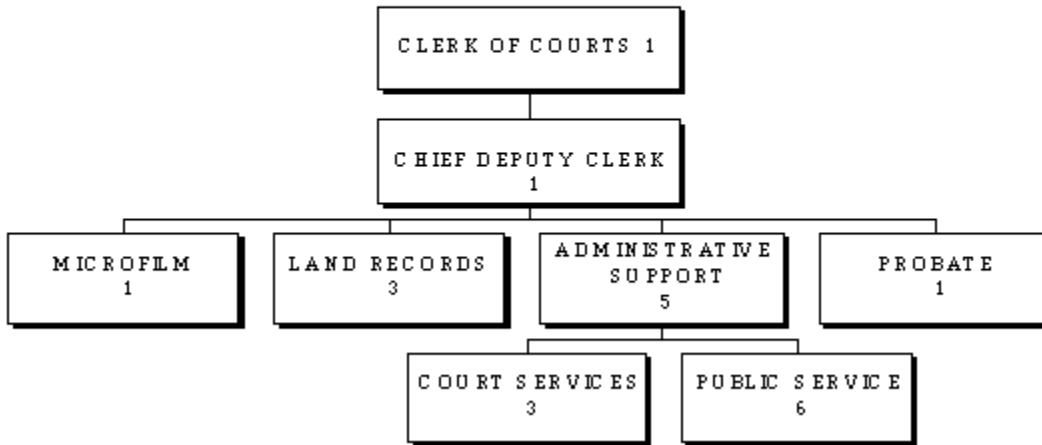 CLERK OF COURTS 1
CHIEF DEPUTY CLERK
1
MICROFILM
1
LAND RECORDS
3
ADMINISTRATIVE
SUPPORT
5
PROBATE
1
COURT SERVICES
3
PUBLIC SERVICE
6